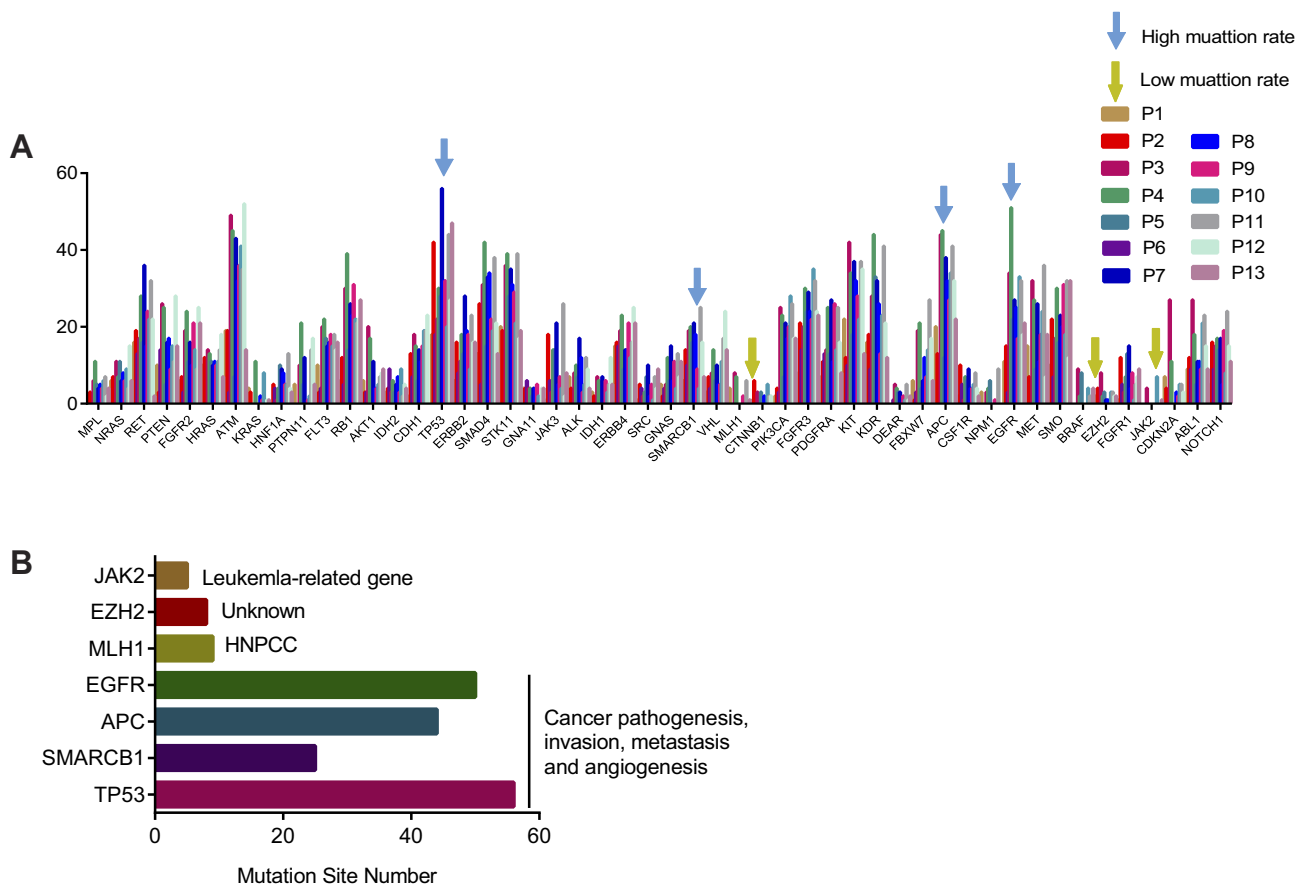 High muattion rate
Low muattion rate
P1
P2
P3
P4
P5
P6
P7
P8
P9
P10
P11
P12
P13
A
60
40
20
0
MPL
NRAS
RET
PTEN
FGFR2
HRAS
ATM
KRAS
HNF1A
PTPN11
FLT3
RB1
AKT1
IDH2
CDH1
TP53
ERBB2
SMAD4
STK11
GNA11
JAK3
ALK
IDH1
ERBB4
SRC
GNAS
SMARCB1
VHL
MLH1
CTNNB1
PIK3CA
FGFR3
PDGFRA
KIT
KDR
DEAR
FBXW7
APC
CSF1R
NPM1
EGFR
MET
SMO
BRAF
EZH2
FGFR1
JAK2
CDKN2A
ABL1
NOTCH1
B
JAK2
EZH2
MLH1
EGFR
APC
SMARCB1
TP53
Leukemla-related gene
Unknown
HNPCC
Cancer pathogenesis,
invasion, metastasis
and angiogenesis
0
20
40
60
Mutation Site Number